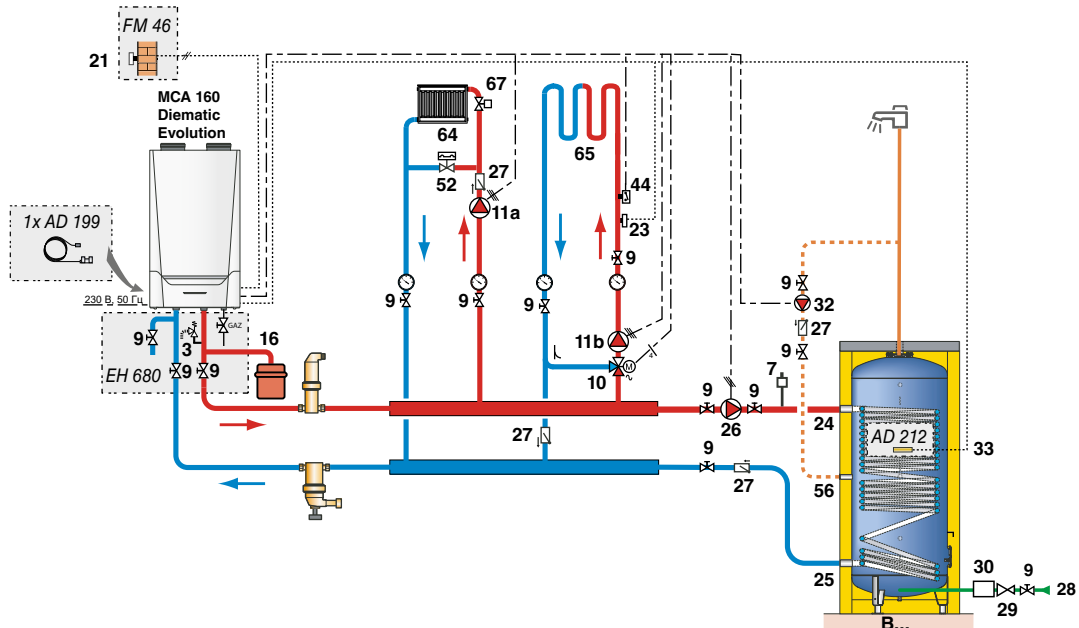 FM 46
21
MCA 160
Diematic
Evolution
1x AD 199
230 В, 50 Гц
GAZ
9
3
9
9
EH 680
16
67
64
52
27
11a
9
9
65
44
23
9
9
11b
10
M
27
9
26
9
7
9
27
9
32
27
9
24
AD 212
33
56
25
30
9
29
28
B...